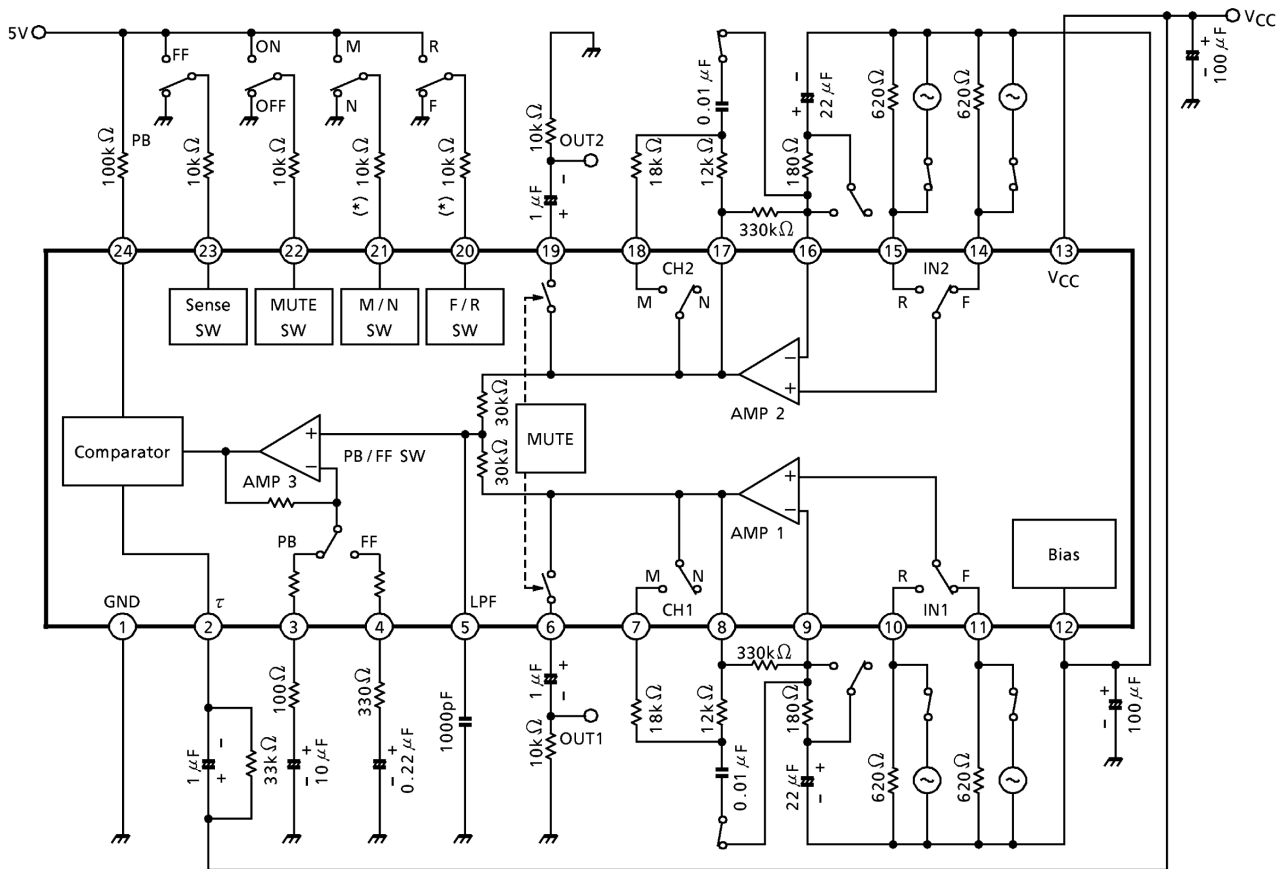 5V
FF
ON
M
R
PB
OFF
N
F
100kΩ
10kΩ
10kΩ
(*) 10kΩ
(*) 10kΩ
10kΩ
OUT2
1μF
−
+
18kΩ
0.01μF
12kΩ
−
+
22μF
180Ω
330kΩ
620Ω
620Ω
VCC
+
−
100μF
24
23
22
21
20
19
18
17
16
15
14
13
Sense SW
MUTE SW
M/N SW
F/R SW
CH2
M
N
IN2
R
F
VCC
−
+
AMP 2
30kΩ
30kΩ
MUTE
Comparator
+
−
AMP 3
PB/FF SW
PB
FF
+
−
AMP 1
Bias
M
N
CH1
R
F
IN1
GND
τ
LPF
1
2
3
4
5
6
7
8
9
10
11
12
1μF
−
+
33kΩ
100Ω
+
−
10μF
330Ω
+
−
0.22μF
1000pF
1μF
+
−
10kΩ
OUT1
18kΩ
12kΩ
330kΩ
0.01μF
180Ω
22μF
+
−
620Ω
620Ω
+
−
100μF